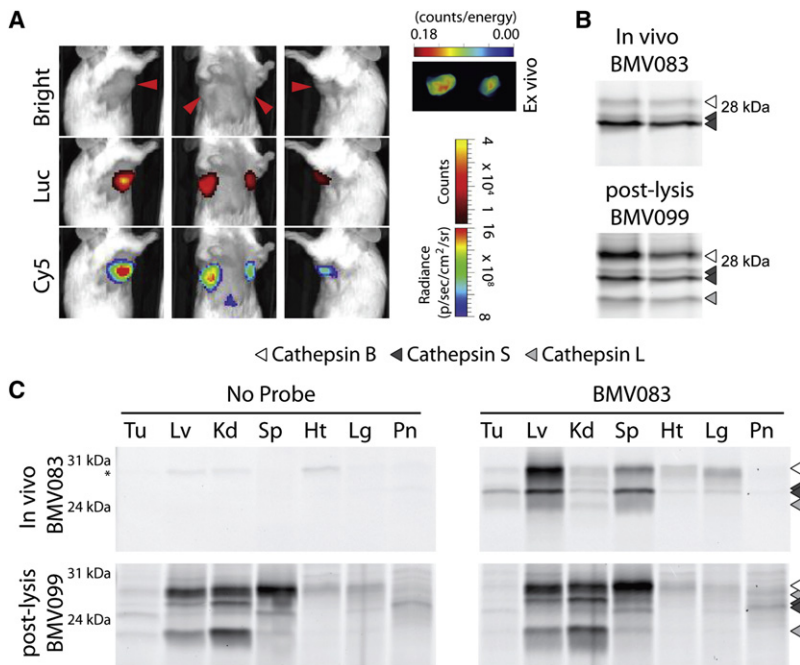 A
Bright
Luc
Cy5
(counts/energy)
0.18 0.00
Ex vivo
4
x 10⁴
1
Counts
16
x 10⁸
8
Radiance
(p/sec/cm²/sr)
B
In vivo
BMV083
28 kDa
post-lysis
BMV099
28 kDa
Cathepsin B Cathepsin S Cathepsin L
C
No Probe
BMV083
Tu Lv Kd Sp Ht Lg Pn
Tu Lv Kd Sp Ht Lg Pn
In vivo
BMV083
31 kDa
*
24 kDa
post-lysis
BMV099
31 kDa
24 kDa